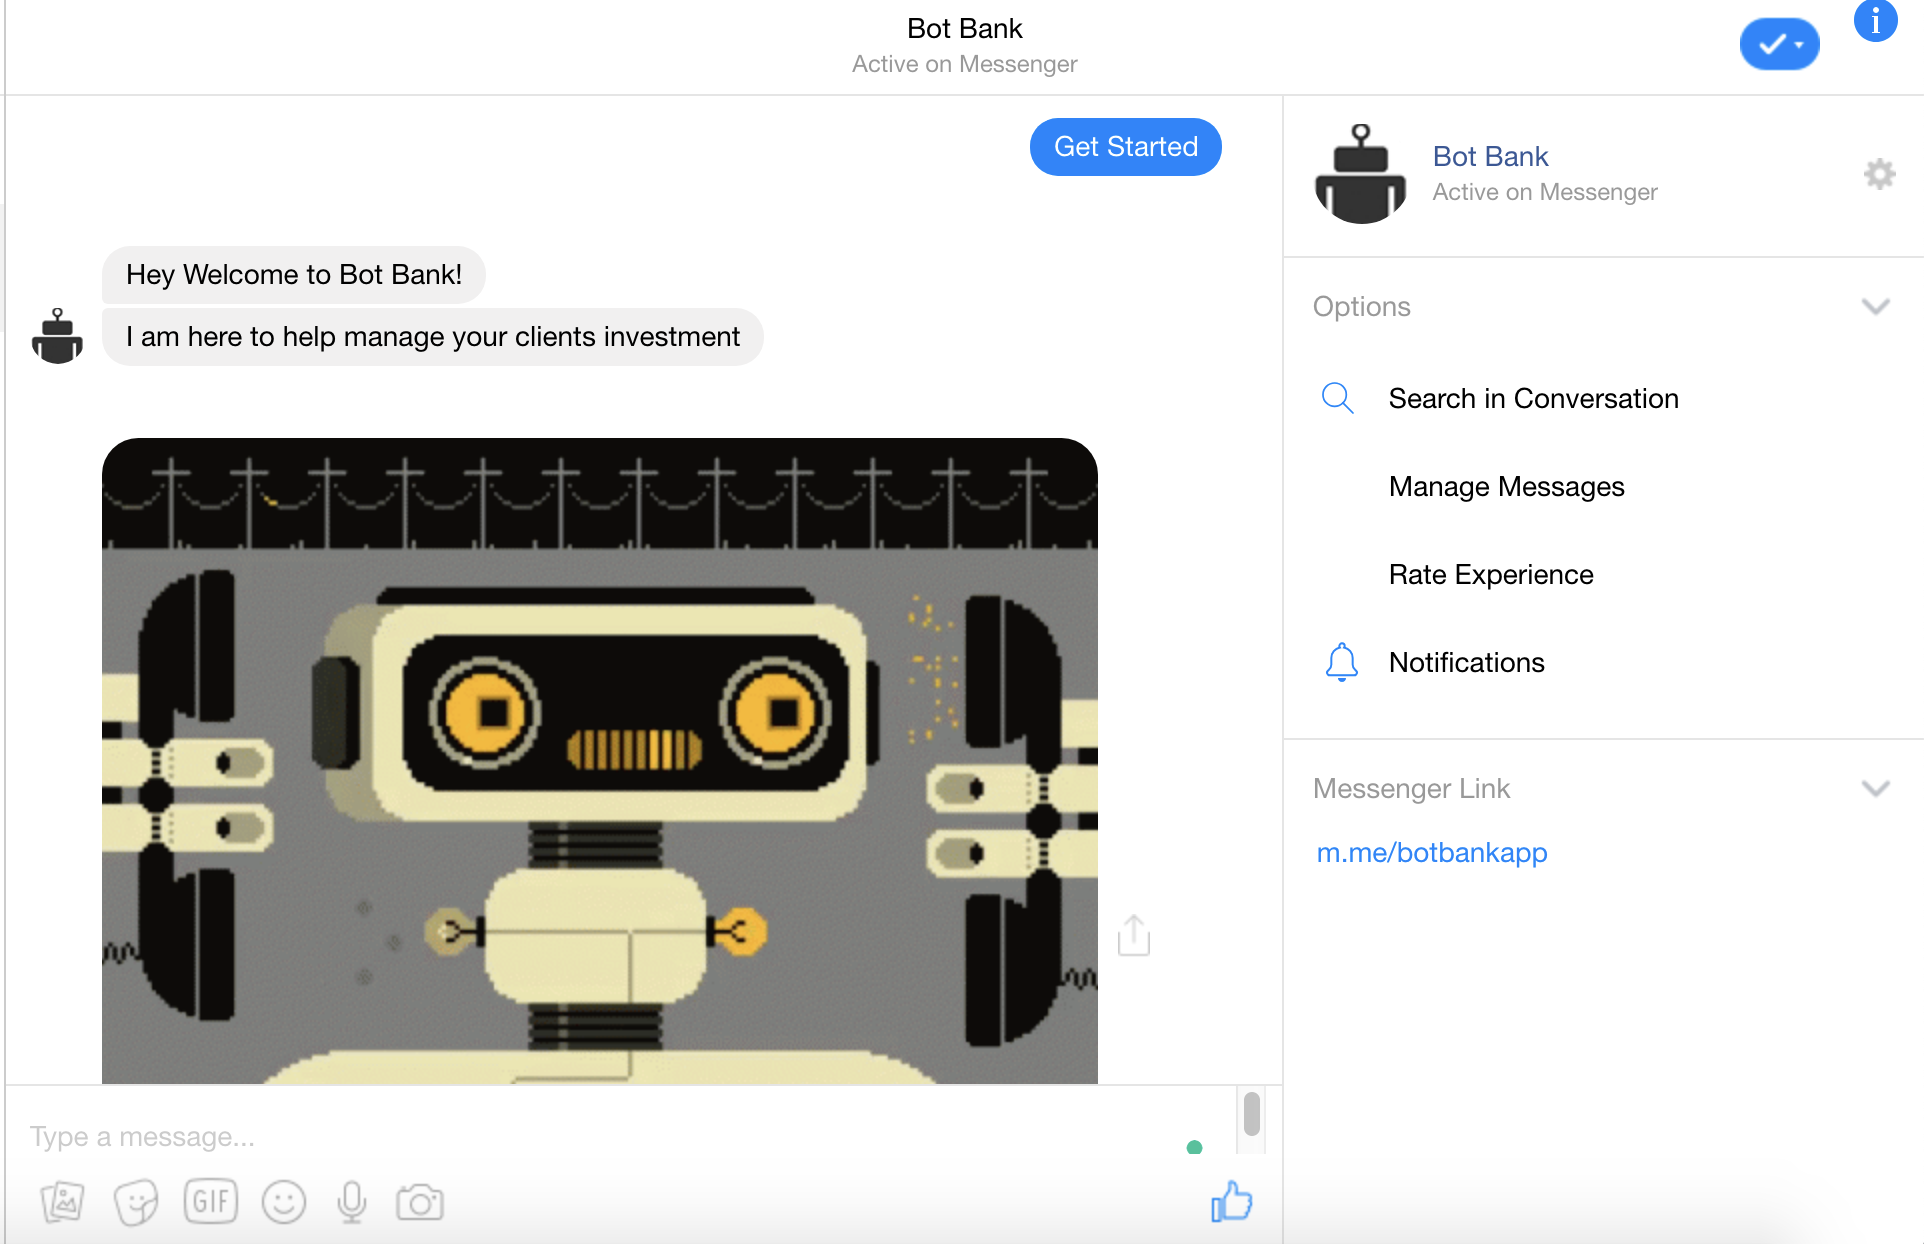 Bot Bank
Active on Messenger
i
Get Started
Hey Welcome to Bot Bank!
I am here to help manage your clients investment
Bot Bank
Active on Messenger
Options
Search in Conversation
Manage Messages
Rate Experience
Notifications
Messenger Link
m.me/botbankapp
Type a message...
GIF